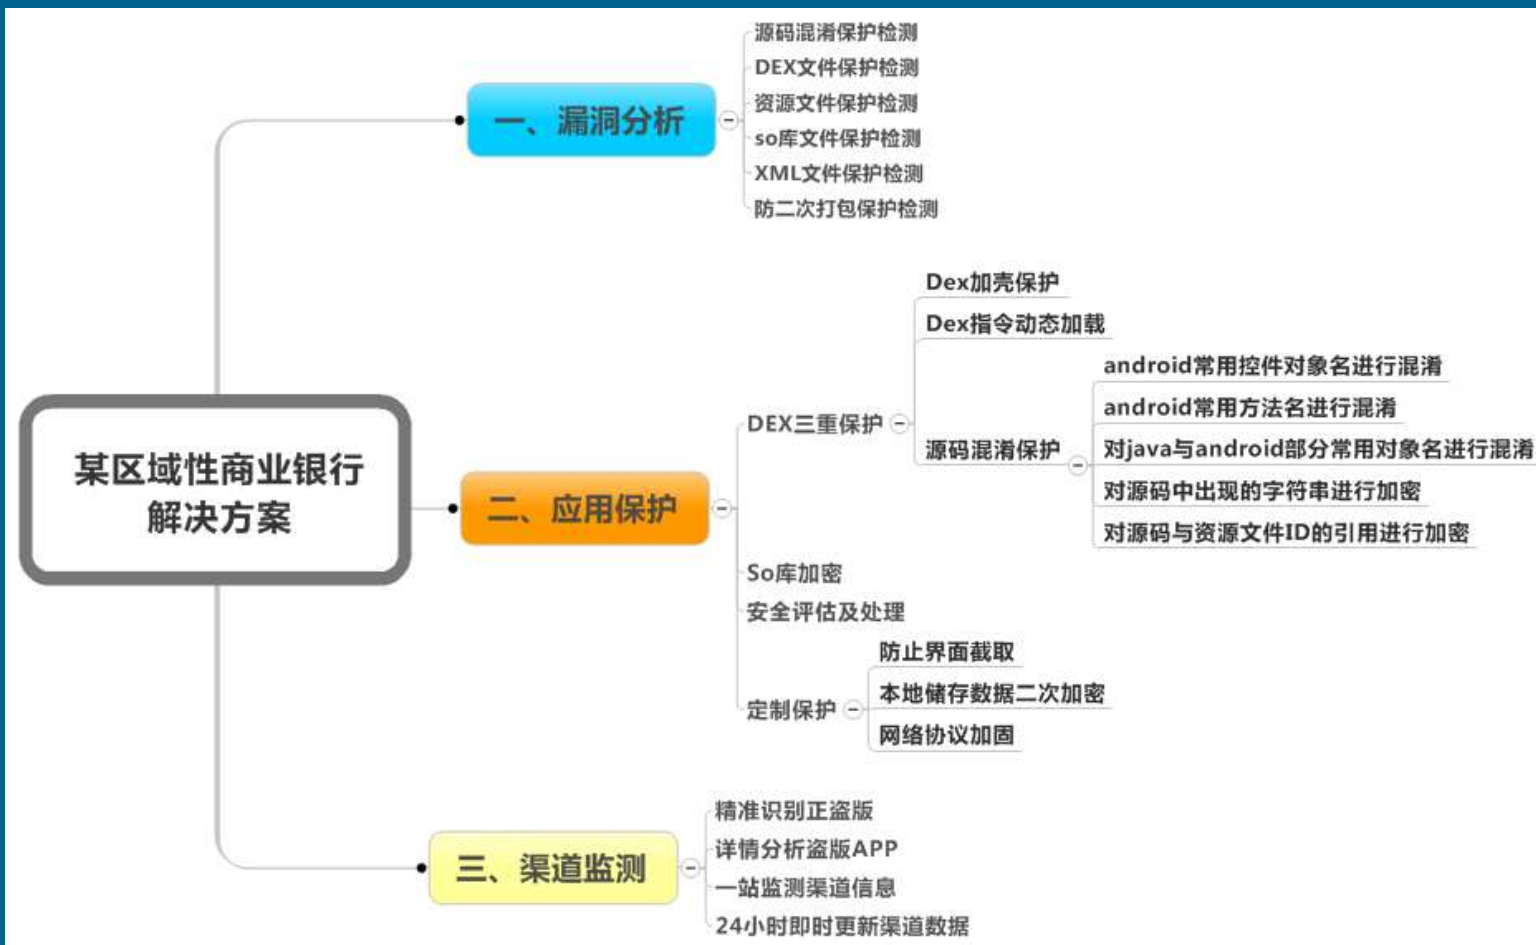 某区域性商业银行
解决方案
一、漏洞分析
源码混淆保护检测
DEX文件保护检测
资源文件保护检测
so库文件保护检测
XML文件保护检测
防二次打包保护检测
二、应用保护
DEX三重保护
Dex加壳保护
Dex指令动态加载
源码混淆保护
android常用控件对象名进行混淆
android常用方法名进行混淆
对java与android部分常用对象名进行混淆
对源码中出现的字符串进行加密
对源码与资源文件ID的引用进行加密
So库加密
安全评估及处理
定制保护
防止界面截取
本地储存数据二次加密
网络协议加固
三、渠道监测
精准识别正盗版
详情分析盗版APP
一站监测渠道信息
24小时即时更新渠道数据